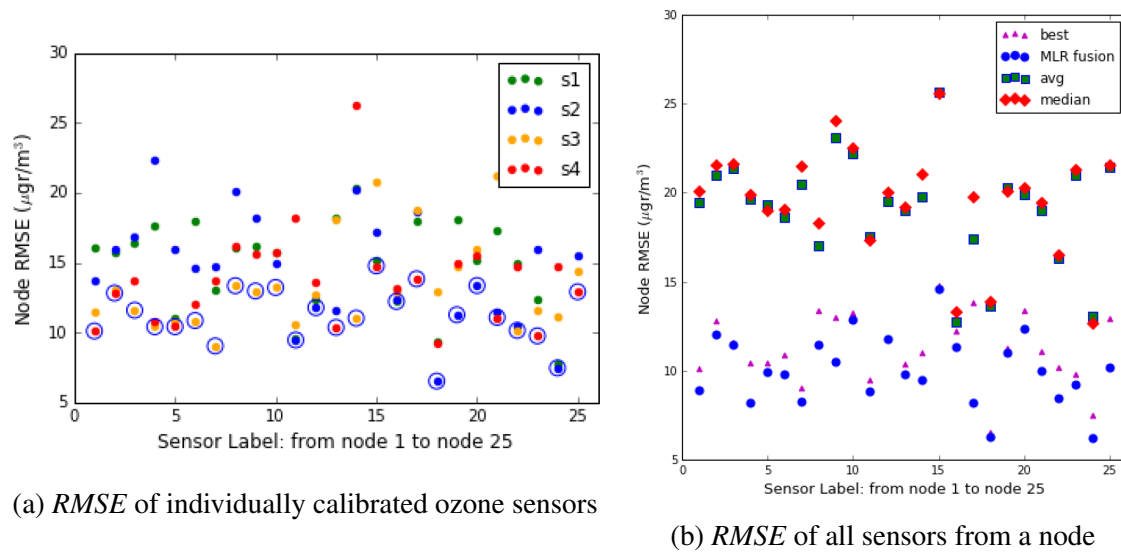 30
25
20
15
10
5
0
5
10
15
20
25
Node RMSE (μgr/m³)
Sensor Label: from node 1 to node 25
s1
s2
s3
s4
(a) RMSE of individually calibrated ozone sensors
30
25
20
15
10
5
0
5
10
15
20
25
Node RMSE (μgr/m³)
Sensor Label: from node 1 to node 25
best
MLR fusion
avg
median
(b) RMSE of all sensors from a node